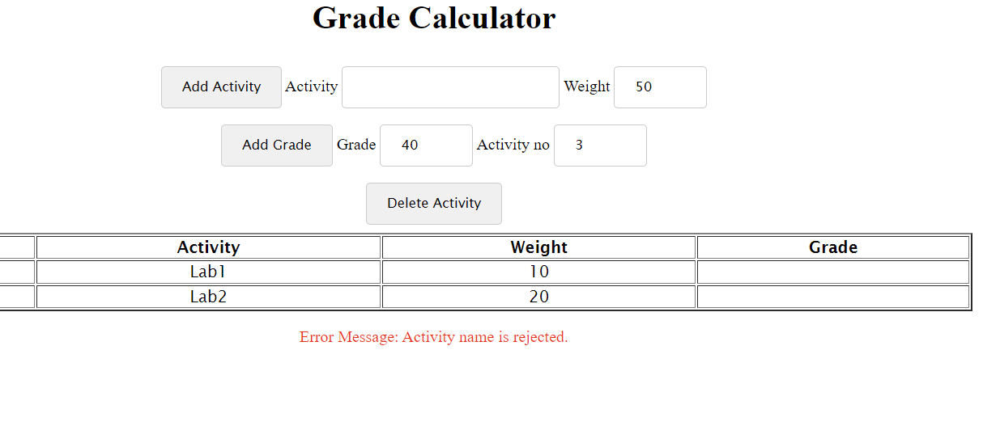 Grade Calculator
Add Activity Activity Weight 50
Add Grade Grade 40 Activity no 3
Delete Activity
Activity Weight Grade
Lab1 10
Lab2 20
Error Message: Activity name is rejected.